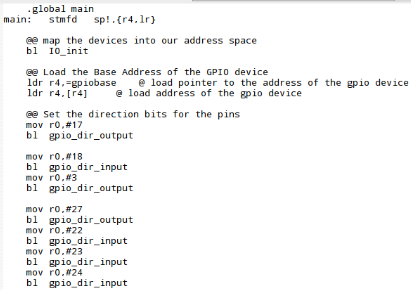 .global main
main: stmfd sp!,{r4,lr}
@@ map the devices into our address space
bl IO_init
@@ Load the Base Address of the GPIO device
ldr r4,=gpiobase @ load pointer to the address of the gpio device
ldr r4,[r4] @ load address of the gpio device
@@ Set the direction bits for the pins
mov r0,#17
bl gpio_dir_output
mov r0,#18
bl gpio_dir_input
mov r0,#3
bl gpio_dir_output
mov r0,#27
bl gpio_dir_output
mov r0,#22
bl gpio_dir_input
mov r0,#23
bl gpio_dir_input
mov r0,#24
bl gpio_dir_input